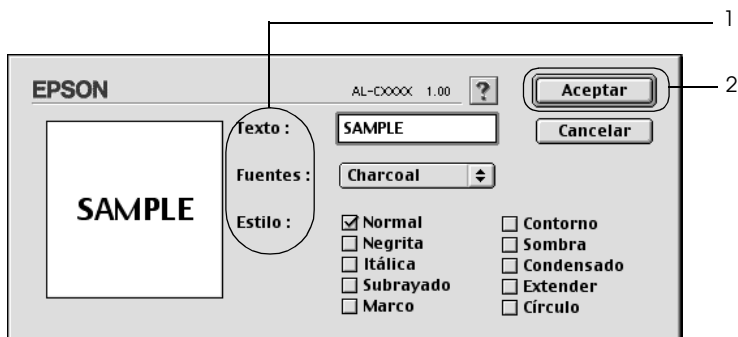 1
EPSON AL-CXXXX 1.00 ? Aceptar 2
Texto : SAMPLE Cancelar
Fuentes : Charcoal
SAMPLE
Estilo : Normal Contorno
Negrita Sombra
Itálica Condensado
Subrayado Extender
Marco Círculo